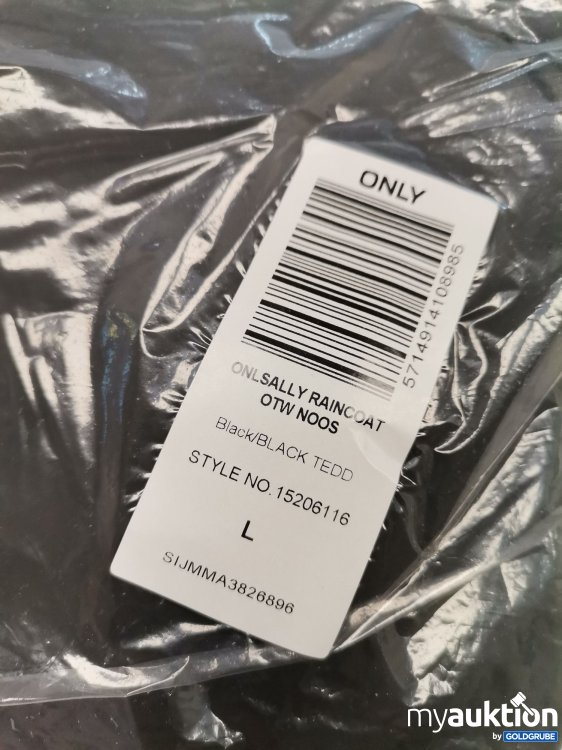 ONLY
5714914108985
ONLSALLY RAINCOAT
OTW NOOS
Black/BLACK TEDD
STYLE NO.15206116
L
SIJMMA3826896
myauktion
by GOLDGRUBE